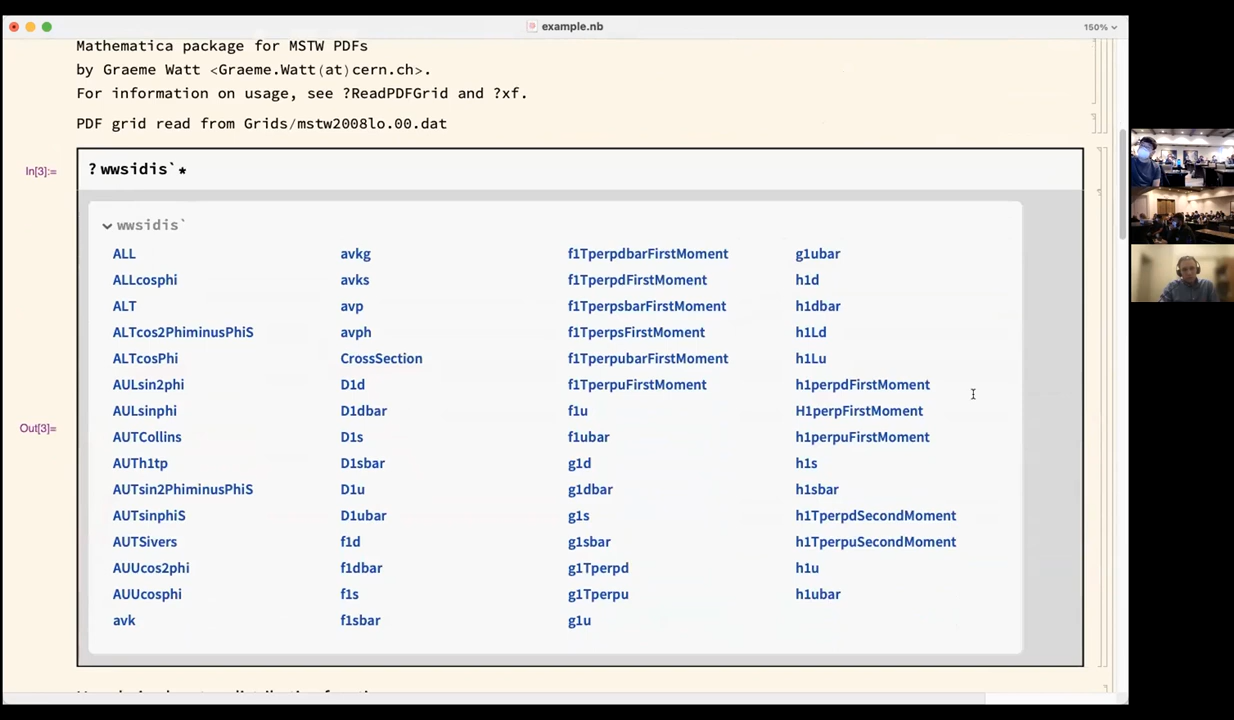 example.nb
150%
Mathematica package for MSTW PDFs
by Graeme Watt <Graeme.Watt(at)cern.ch>.
For information on usage, see ?ReadPDFGrid and ?xf.
PDF grid read from Grids/mstw2008lo.00.dat
In[3]:= ?wwsidis`*
wwsidis`
Out[3]=
ALL avkg f1TperpdbarFirstMoment g1ubar
ALLcosphi avks f1TperpdFirstMoment h1d
ALT avp f1TperpsbarFirstMoment h1dbar
ALTcos2PhiminusPhiS avph f1TperpsFirstMoment h1Ld
ALTcosPhi CrossSection f1TperpubarFirstMoment h1Lu
AULsin2phi D1d f1TperpuFirstMoment h1perpdFirstMoment
AULsinphi D1dbar f1u H1perpFirstMoment
AUTCollins D1s f1ubar h1perpuFirstMoment
AUTh1tp D1sbar g1d h1s
AUTsin2PhiminusPhiS D1u g1dbar h1sbar
AUTsinphiS D1ubar g1s h1TperpdSecondMoment
AUTSivers f1d g1sbar h1TperpuSecondMoment
AUUcos2phi f1dbar g1Tperpd h1u
AUUcosphi f1s g1Tperpu h1ubar
avk f1sbar g1u